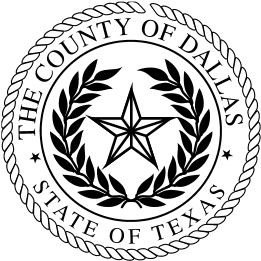 THE COUNTY OF DALLAS
STATE OF TEXAS